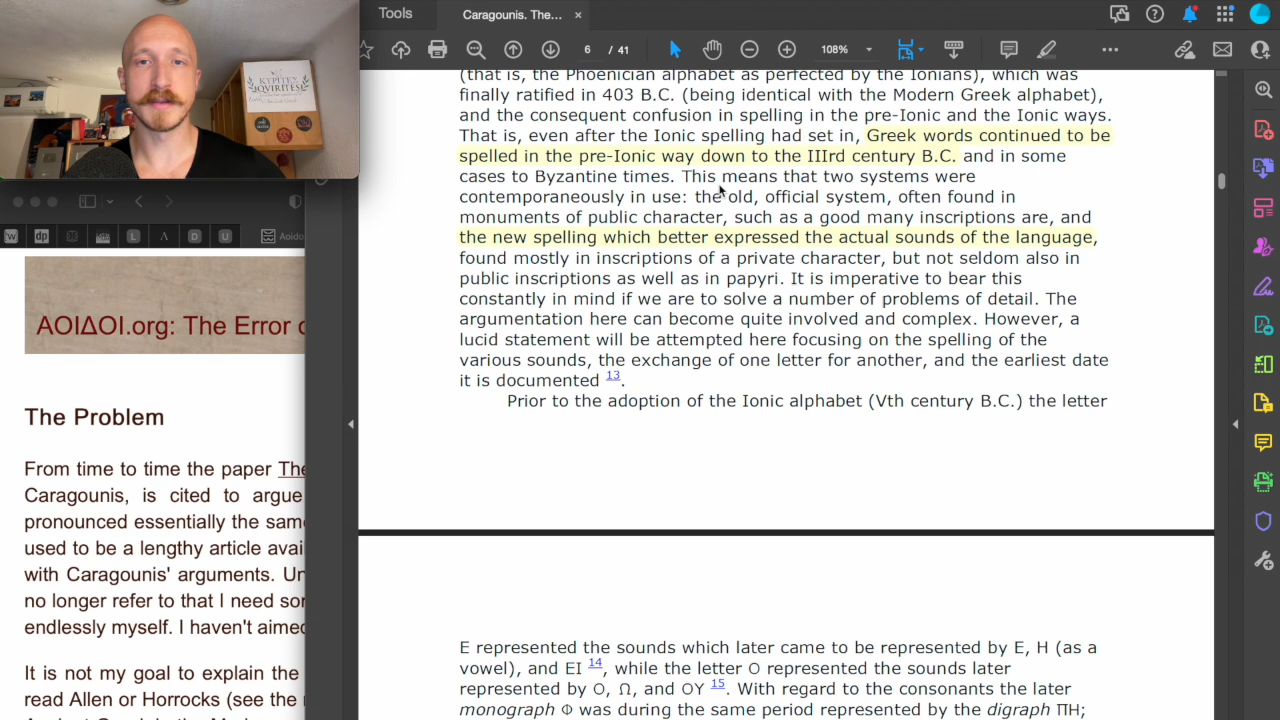 Tools
Caragounis. The...
6 / 41
108%
ΚΤΡΙΤΕΣ
IQVIRITES
(that is, the Phoenician alphabet as perfected by the Ionians), which was
finally ratified in 403 B.C. (being identical with the Modern Greek alphabet),
and the consequent confusion in spelling in the pre-Ionic and the Ionic ways.
That is, even after the Ionic spelling had set in, Greek words continued to be
spelled in the pre-Ionic way down to the IIIrd century B.C. and in some
cases to Byzantine times. This means that two systems were
contemporaneously in use: the old, official system, often found in
monuments of public character, such as a good many inscriptions are, and
the new spelling which better expressed the actual sounds of the language,
found mostly in inscriptions of a private character, but not seldom also in
public inscriptions as well as in papyri. It is imperative to bear this
constantly in mind if we are to solve a number of problems of detail. The
argumentation here can become quite involved and complex. However, a
lucid statement will be attempted here focusing on the spelling of the
various sounds, the exchange of one letter for another, and the earliest date
it is documented 13.
Prior to the adoption of the Ionic alphabet (Vth century B.C.) the letter
E represented the sounds which later came to be represented by E, H (as a
vowel), and EI 14, while the letter O represented the sounds later
represented by O, Ω, and OY 15. With regard to the consonants the later
monograph Φ was during the same period represented by the digraph ΠΗ;
W dp L Λ D U Aoido
ΑΟΙΔΟΙ.org: The Error o
The Problem
From time to time the paper The
Caragounis, is cited to argue
pronounced essentially the same
used to be a lengthy article avai
with Caragounis' arguments. Un
no longer refer to that I need som
endlessly myself. I haven't aimed
It is not my goal to explain the
read Allen or Horrocks (see the